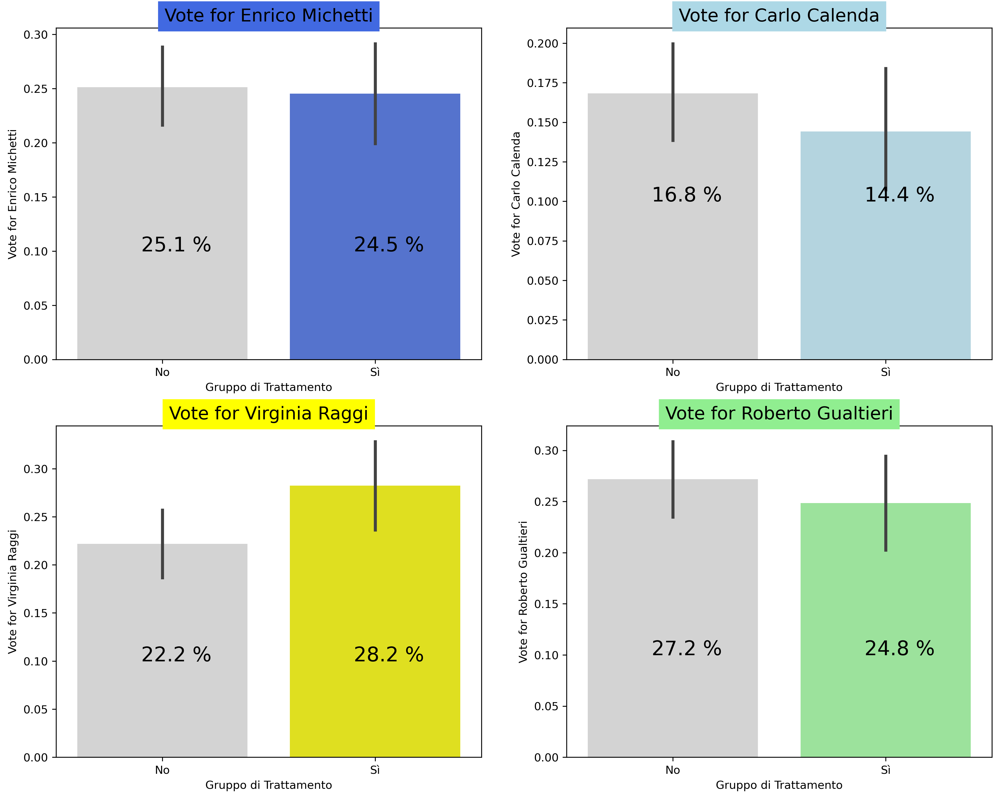 Vote for Enrico Michetti
0.30
0.25
0.20
0.15
0.10
0.05
0.00
Vote for Enrico Michetti
25.1 %
24.5 %
No
Sì
Gruppo di Trattamento
Vote for Carlo Calenda
0.200
0.175
0.150
0.125
0.100
0.075
0.050
0.025
0.000
Vote for Carlo Calenda
16.8 %
14.4 %
No
Sì
Gruppo di Trattamento
Vote for Virginia Raggi
0.30
0.25
0.20
0.15
0.10
0.05
0.00
Vote for Virginia Raggi
22.2 %
28.2 %
No
Sì
Gruppo di Trattamento
Vote for Roberto Gualtieri
0.30
0.25
0.20
0.15
0.10
0.05
0.00
Vote for Roberto Gualtieri
27.2 %
24.8 %
No
Sì
Gruppo di Trattamento